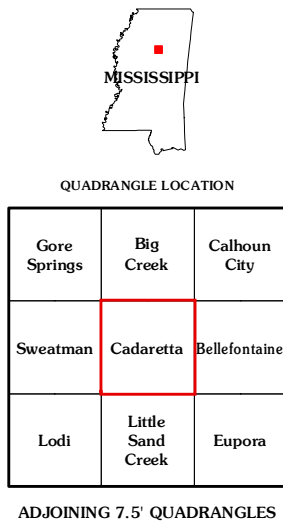 MISSISSIPPI
QUADRANGLE LOCATION
Gore
Springs
Big
Creek
Calhoun
City
Sweatman
Cadaretta
Bellefontaine
Lodi
Little
Sand
Creek
Eupora
ADJOINING 7.5' QUADRANGLES